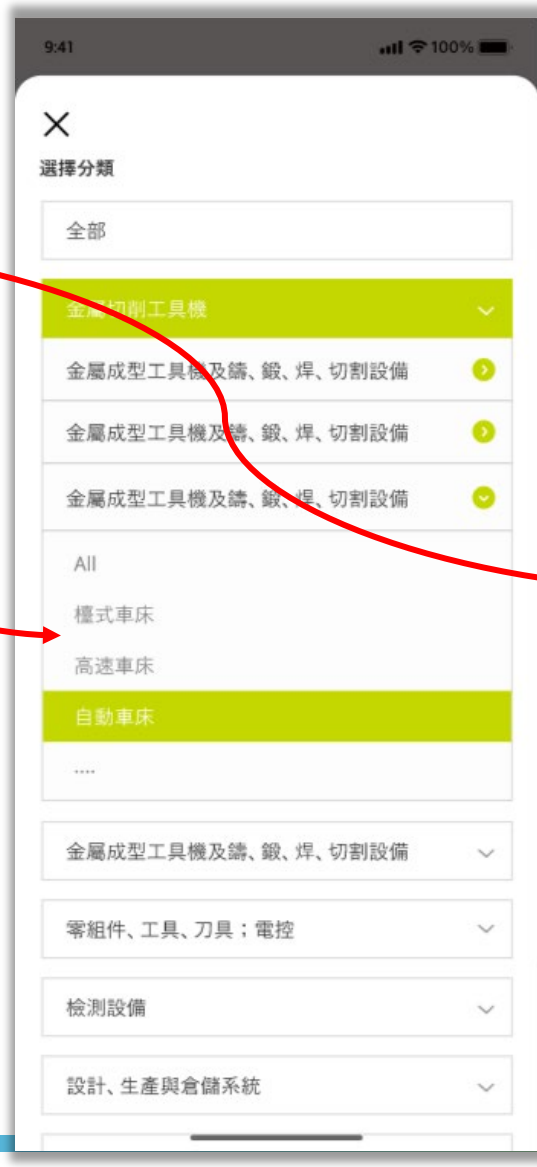 9:41
100%
選擇分類
全部
金屬切削工具機
金屬成型工具機及鑄、鍛、焊、切割設備
金屬成型工具機及鑄、鍛、焊、切割設備
金屬成型工具機及鑄、鍛、焊、切割設備
All
檯式車床
高速車床
自動車床
....
金屬成型工具機及鑄、鍛、焊、切割設備
零組件、工具、刀具；電控
檢測設備
設計、生產與倉儲系統